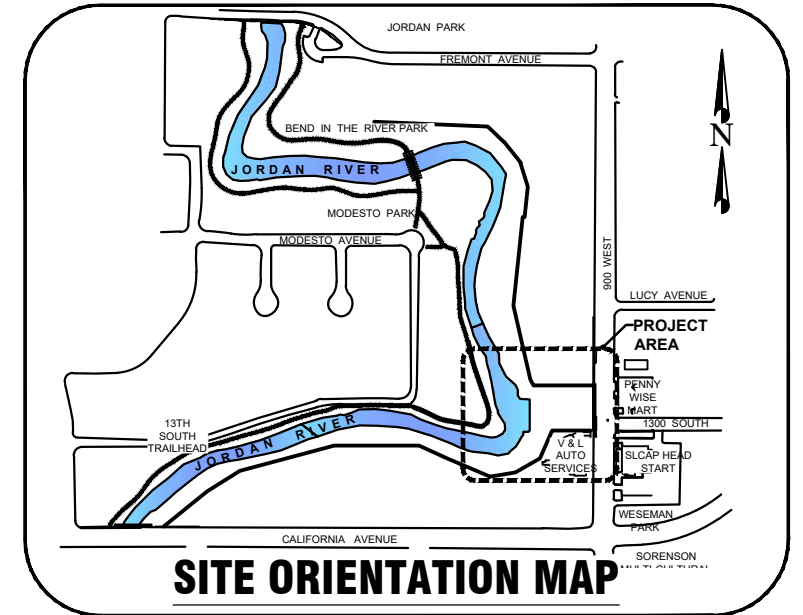 JORDAN PARK
FREMONT AVENUE
N
BEND IN THE RIVER PARK
JORDAN RIVER
MODESTO PARK
MODESTO AVENUE
900 WEST
LUCY AVENUE
PROJECT
AREA
PENNY
WISE
MART
1300 SOUTH
13TH
SOUTH
TRAILHEAD
JORDAN RIVER
V & L
AUTO
SERVICES
SLCAP HEAD
START
WESEMAN
PARK
CALIFORNIA AVENUE
SORENSON
SITE ORIENTATION MAP